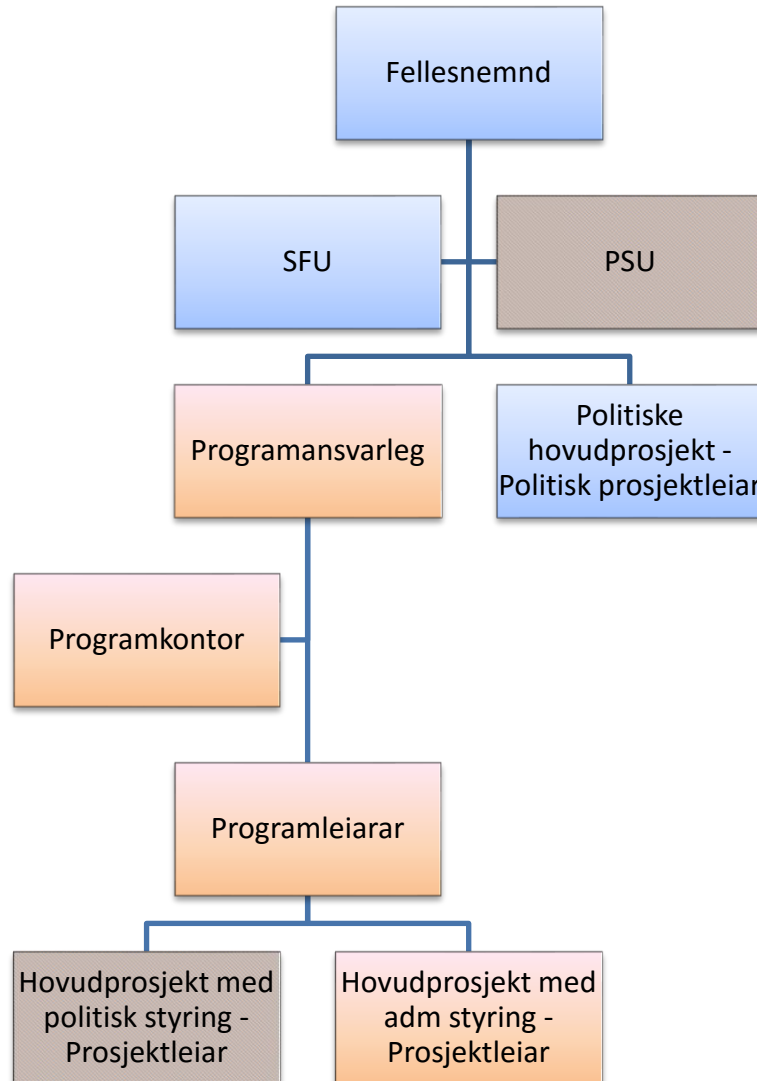 Fellesnemnd
SFU
PSU
Programansvarleg
Politiske
hovudprosjekt -
Politisk prosjektleiar
Programkontor
Programleiarar
Hovudprosjekt med
politisk styring -
Prosjektleiar
Hovudprosjekt med
adm styring -
Prosjektleiar